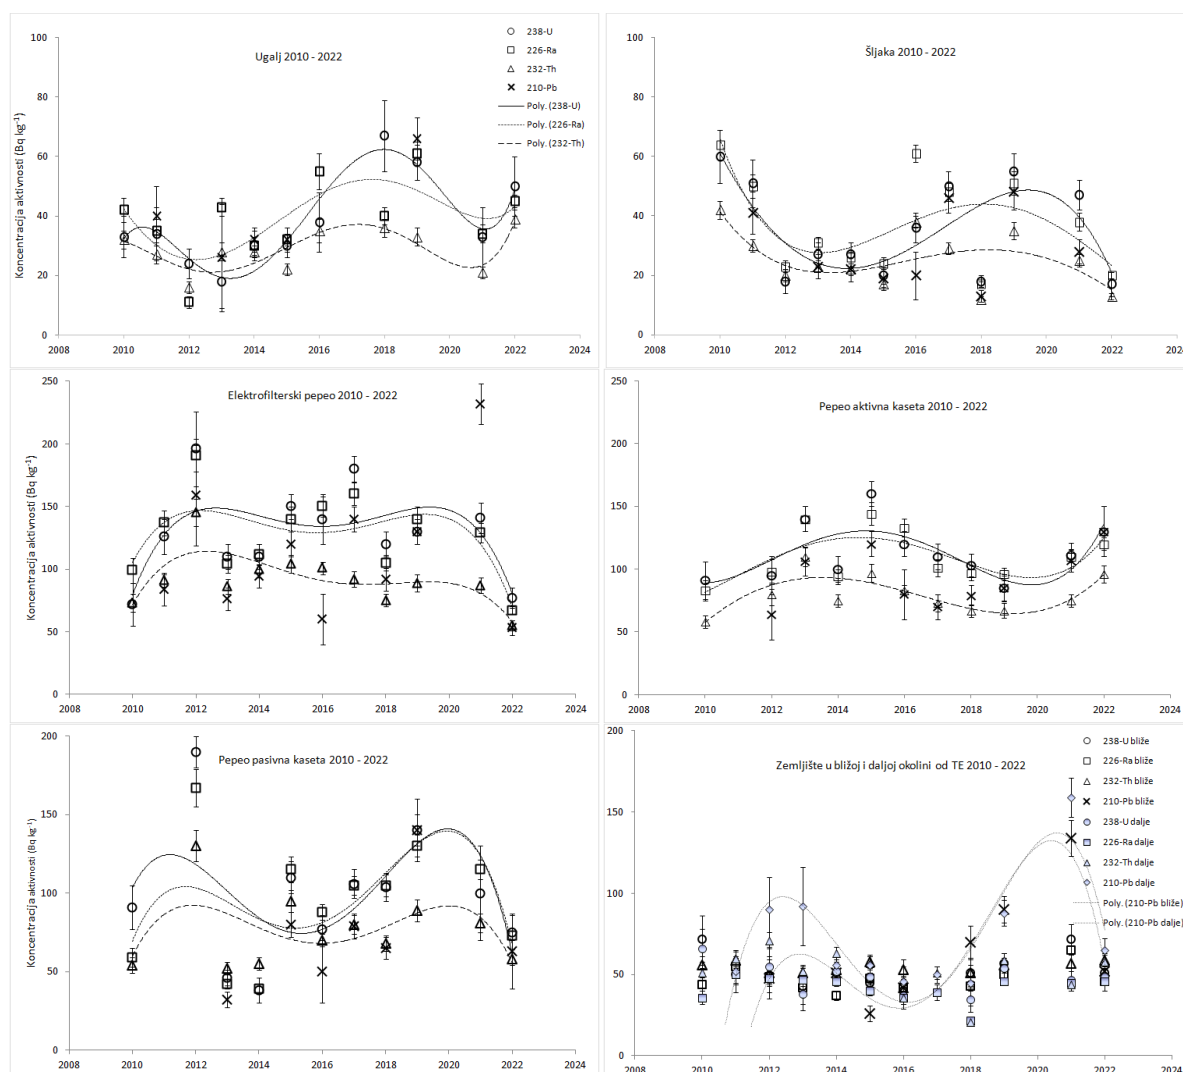 Ugalj 2010 - 2022
Koncentracija aktivnosti (Bq kg⁻¹)
100
80
60
40
20
0
2008 2010 2012 2014 2016 2018 2020 2022 2024
238-U
226-Ra
232-Th
210-Pb
Poly. (238-U)
Poly. (226-Ra)
Poly. (232-Th)
Šljaka 2010 - 2022
100
80
60
40
20
0
2008 2010 2012 2014 2016 2018 2020 2022 2024
Elektrofilterski pepeo 2010 - 2022
Koncentracija aktivnosti (Bq kg⁻¹)
250
200
150
100
50
0
2008 2010 2012 2014 2016 2018 2020 2022 2024
Pepeo aktivna kaseta 2010 - 2022
250
200
150
100
50
0
2008 2010 2012 2014 2016 2018 2020 2022 2024
Pepeo pasivna kaseta 2010 - 2022
Koncentracija aktivnosti (Bq kg⁻¹)
200
150
100
50
0
2008 2010 2012 2014 2016 2018 2020 2022 2024
Zemljište u bližoj i daljoj okolini od TE 2010 - 2022
200
150
100
50
0
2008 2010 2012 2014 2016 2018 2020 2022 2024
238-U bliže
226-Ra bliže
232-Th bliže
210-Pb bliže
238-U dalje
226-Ra dalje
232-Th dalje
210-Pb dalje
Poly. (210-Pb bliže)
Poly. (210-Pb dalje)